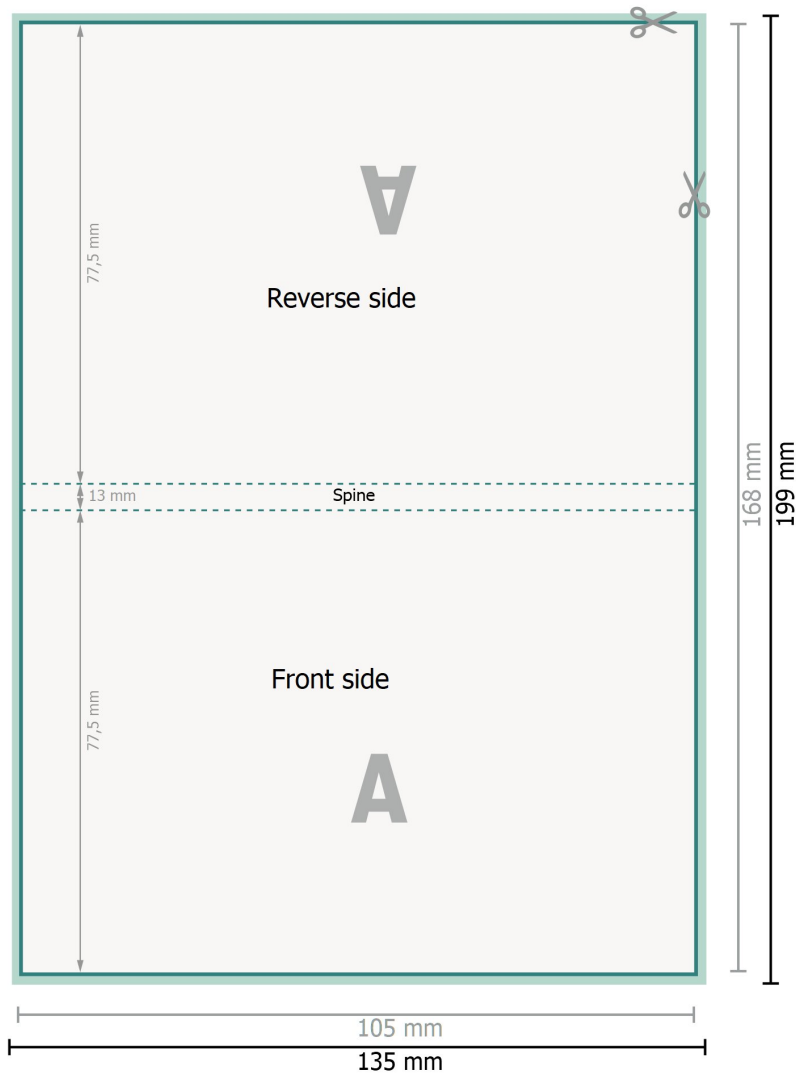 A
77,5 mm
Reverse side
13 mm
Spine
168 mm
199 mm
Front side
77,5 mm
A
105 mm
135 mm